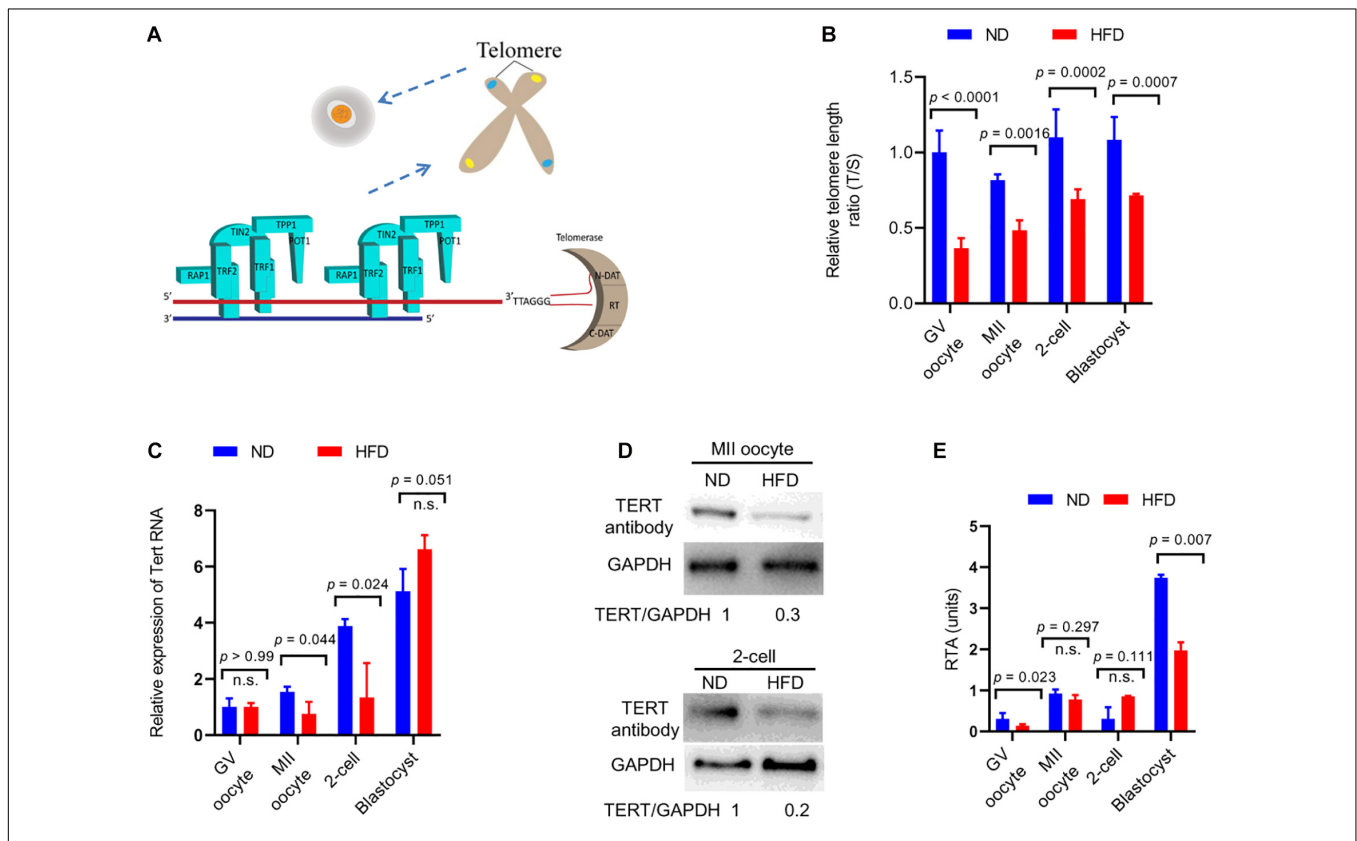 A
Telomere
TPP1
TIN2
POT1
RAP1
TRF2
TRF1
TPP1
TIN2
POT1
RAP1
TRF2
TRF1
5′
3′
3′
TTAGGG
5′
Telomerase
N-DAT
RT
C-DAT
B
ND HFD
Relative telomere length
ratio (T/S)
1.5
1.0
0.5
0.0
p < 0.0001
p = 0.0016
p = 0.0002
p = 0.0007
GV
oocyte
MII
oocyte
2-cell
Blastocyst
C
ND HFD
Relative expression of Tert RNA
8
6
4
2
0
p > 0.99
n.s.
p = 0.044
p = 0.024
p = 0.051
n.s.
GV
oocyte
MII
oocyte
2-cell
Blastocyst
D
MII oocyte
ND HFD
TERT
antibody
GAPDH
TERT/GAPDH 1 0.3
2-cell
ND HFD
TERT
antibody
GAPDH
TERT/GAPDH 1 0.2
E
ND HFD
RTA (units)
5
4
3
2
1
0
p = 0.023
p = 0.297
n.s.
p = 0.111
n.s.
p = 0.007
GV
oocyte
MII
oocyte
2-cell
Blastocyst